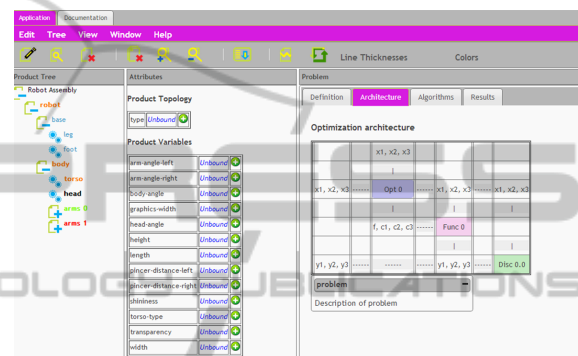 Application Documentation
Edit Tree View Window Help
Line Thicknesses Colors
Product Tree
Robot Assembly
robot
base
leg
foot
body
torso
head
arms 0
arms 1
Attributes
Product Topology
type Unbound
Product Variables
arm-angle-left Unbound
arm-angle-right Unbound
body-angle Unbound
graphics-width Unbound
head-angle Unbound
height Unbound
length Unbound
pincer-distance-left Unbound
pincer-distance-right Unbound
shininess Unbound
torso-type Unbound
transparency Unbound
width Unbound
Problem
Definition Architecture Algorithms Results
Optimization architecture
x1, x2, x3
|
x1, x2, x3 ------ Opt 0 ------ x1, x2, x3 ------ x1, x2, x3
| | |
f, c1, c2, c3 ------ Func 0
| |
y1, y2, y3 ------ ------ ------ y1, y2, y3 ------ Disc 0.0
problem
Description of problem